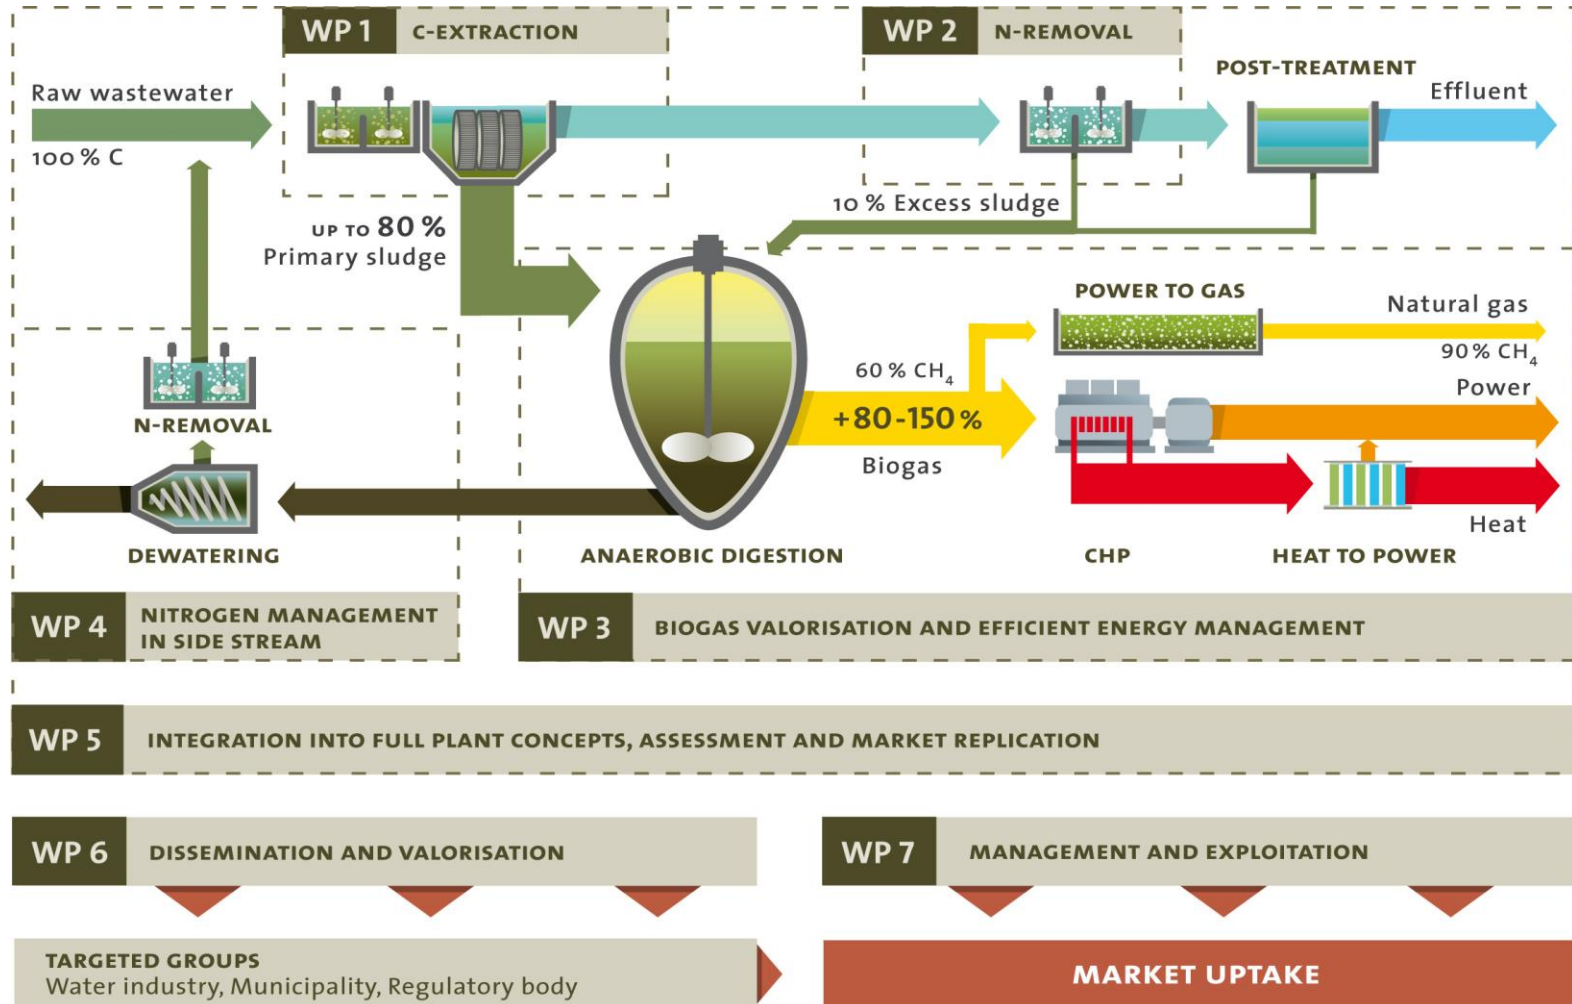 WP 1 C-EXTRACTION
WP 2 N-REMOVAL
POST-TREATMENT
Raw wastewater
100 % C
Effluent
UP TO 80 %
Primary sludge
10 % Excess sludge
POWER TO GAS
Natural gas
90 % CH₄
60 % CH₄
+80-150 %
Biogas
Power
Heat
N-REMOVAL
DEWATERING
ANAEROBIC DIGESTION
CHP
HEAT TO POWER
WP 4 NITROGEN MANAGEMENT
IN SIDE STREAM
WP 3 BIOGAS VALORISATION AND EFFICIENT ENERGY MANAGEMENT
WP 5 INTEGRATION INTO FULL PLANT CONCEPTS, ASSESSMENT AND MARKET REPLICATION
WP 6 DISSEMINATION AND VALORISATION
WP 7 MANAGEMENT AND EXPLOITATION
TARGETED GROUPS
Water industry, Municipality, Regulatory body
MARKET UPTAKE